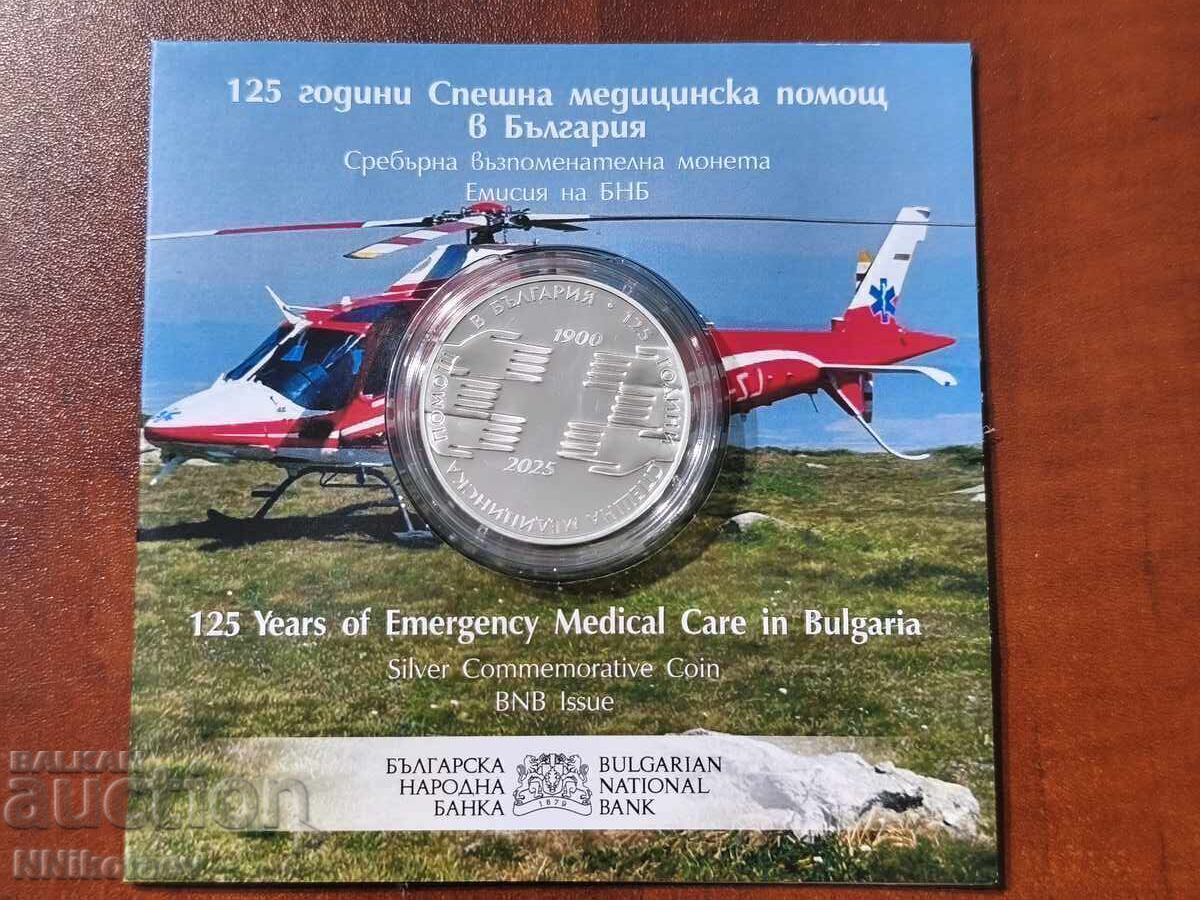 125 години Спешна медицинска помощ
в България
Сребърна възпоменателна монета
Емисия на БНБ
125 ГОДИНИ СПЕШНА МЕДИЦИНСКА ПОМОЩ В БЪЛГАРИЯ •
1900
2025
125 Years of Emergency Medical Care in Bulgaria
Silver Commemorative Coin
BNB Issue
БЪЛГАРСКА
НАРОДНА
БАНКА
1879
BULGARIAN
NATIONAL
BANK
BALKAN
auction
NNikolaev